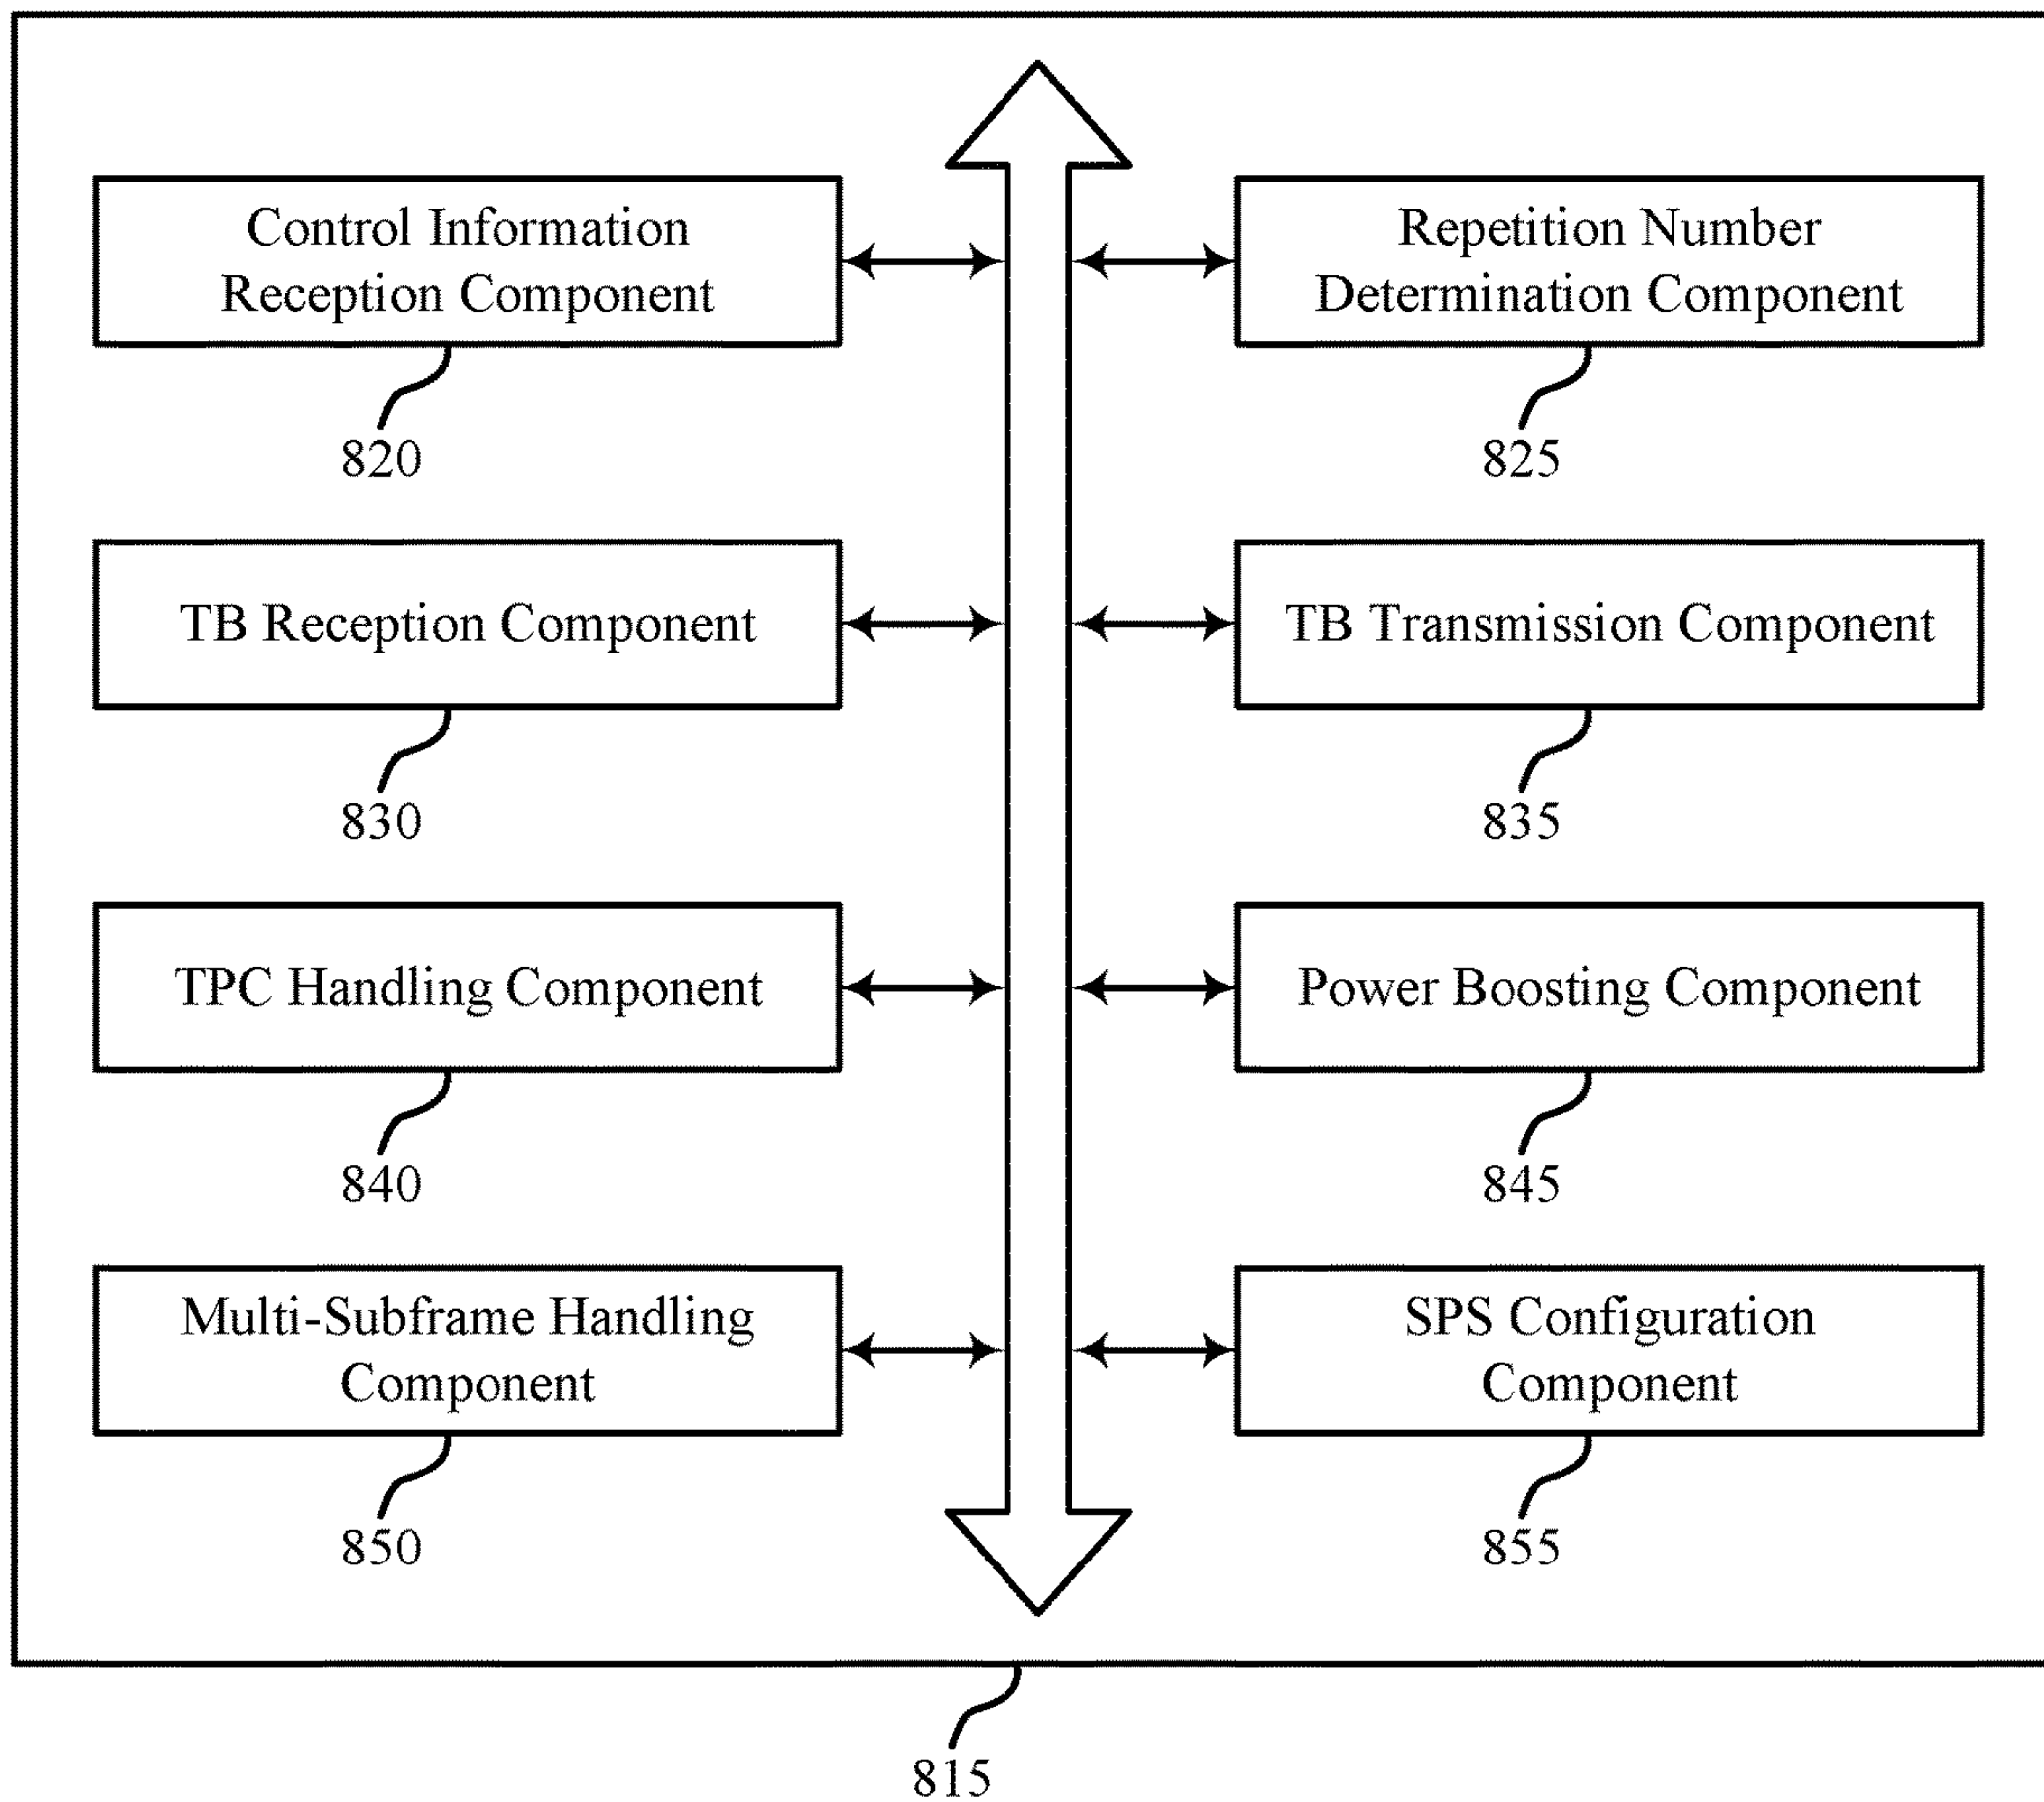 Control Information
Reception Component
820
Repetition Number
Determination Component
825
TB Reception Component
830
TB Transmission Component
835
TPC Handling Component
840
Power Boosting Component
845
Multi-Subframe Handling
Component
850
SPS Configuration
Component
855
815